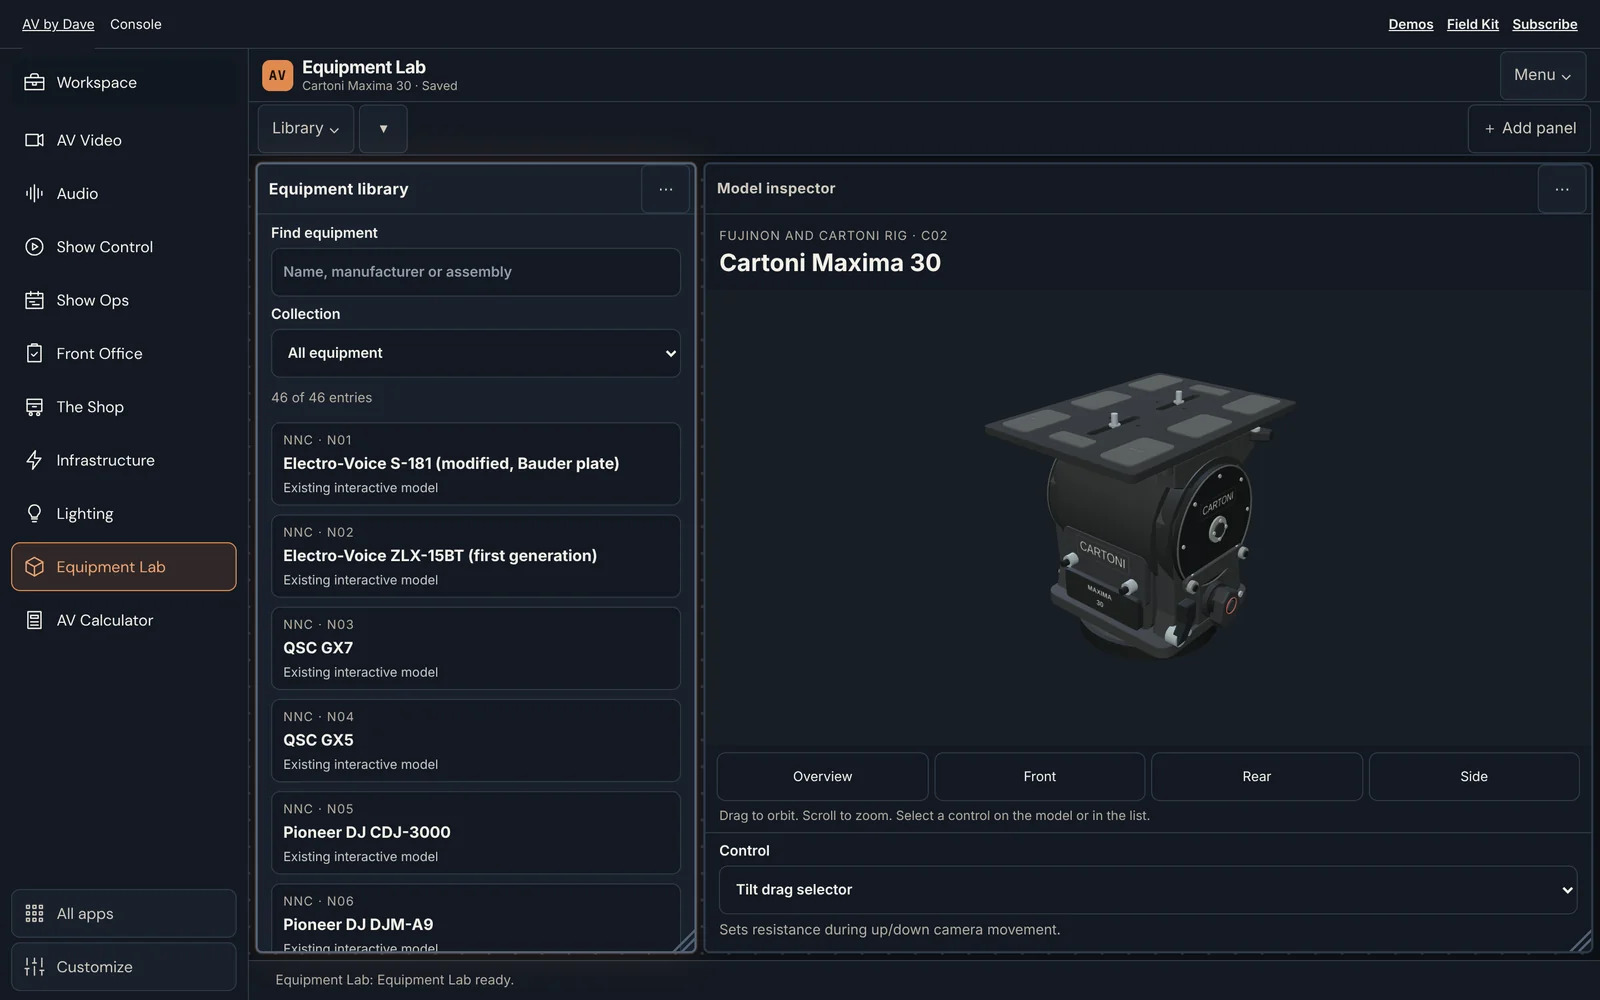 AV by Dave
Console
Demos
Field Kit
Subscribe
Workspace
AV Video
Audio
Show Control
Show Ops
Front Office
The Shop
Infrastructure
Lighting
Equipment Lab
AV Calculator
All apps
Customize
AV
Equipment Lab
Cartoni Maxima 30 · Saved
Menu
Library
▼
+ Add panel
Equipment library
...
Find equipment
Name, manufacturer or assembly
Collection
All equipment
46 of 46 entries
NNC · N01
Electro-Voice S-181 (modified, Bauder plate)
Existing interactive model
NNC · N02
Electro-Voice ZLX-15BT (first generation)
Existing interactive model
NNC · N03
QSC GX7
Existing interactive model
NNC · N04
QSC GX5
Existing interactive model
NNC · N05
Pioneer DJ CDJ-3000
Existing interactive model
NNC · N06
Pioneer DJ DJM-A9
Existing interactive model
Model inspector
...
FUJINON AND CARTONI RIG · C02
Cartoni Maxima 30
CARTONI
CARTONI
MAXIMA
30
Overview
Front
Rear
Side
Drag to orbit. Scroll to zoom. Select a control on the model or in the list.
Control
Tilt drag selector
Sets resistance during up/down camera movement.
Equipment Lab: Equipment Lab ready.